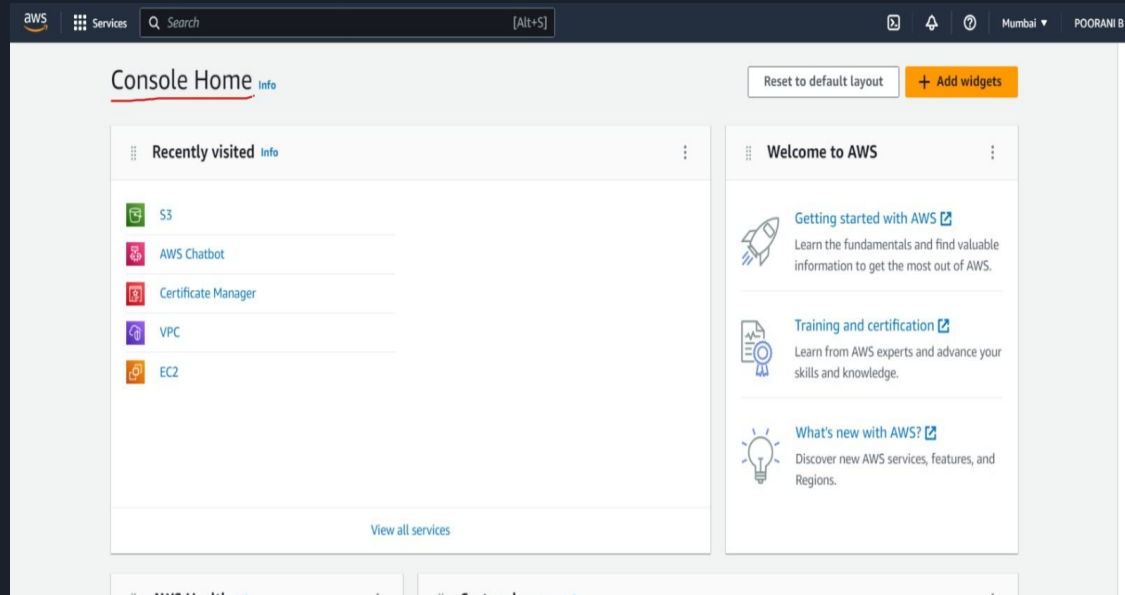 aws Services Search [Alt+S] Mumbai POORANI B
Console Home Info
Reset to default layout + Add widgets
Recently visited Info
S3
AWS Chatbot
Certificate Manager
VPC
EC2
View all services
Welcome to AWS
Getting started with AWS
Learn the fundamentals and find valuable
information to get the most out of AWS.
Training and certification
Learn from AWS experts and advance your
skills and knowledge.
What's new with AWS?
Discover new AWS services, features, and
Regions.